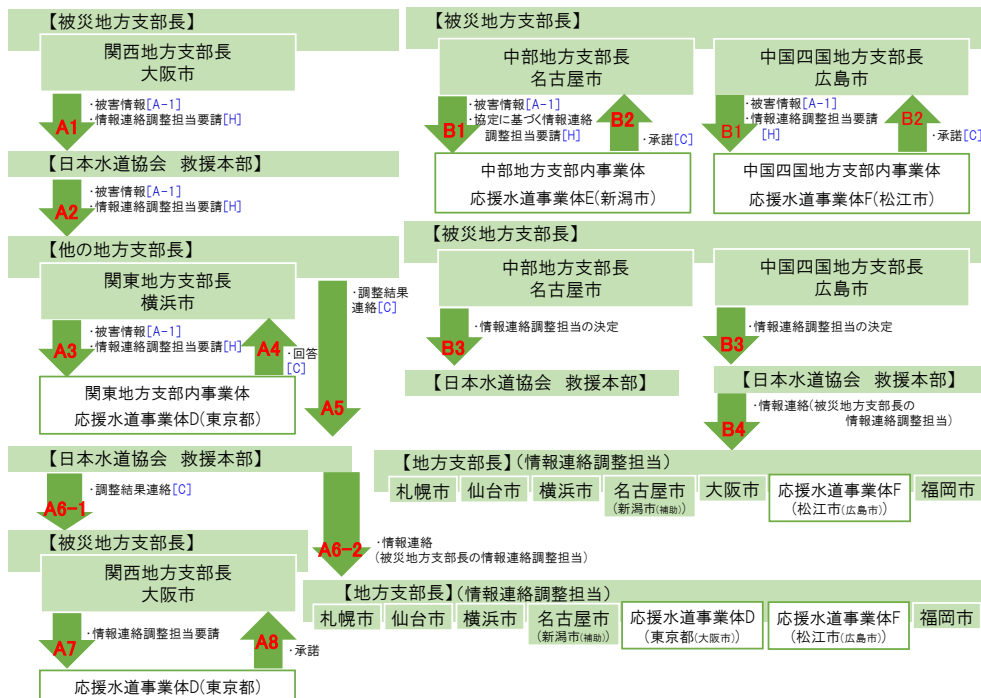 【被災地方支部長】
関西地方支部長
大阪市
A1
・被害情報[A-1]
・情報連絡調整担当要請[H]
【日本水道協会 救援本部】
A2
・被害情報[A-1]
・情報連絡調整担当要請[H]
【他の地方支部長】
関東地方支部長
横浜市
A3
・被害情報[A-1]
・情報連絡調整担当要請[H]
A4
・回答
[C]
関東地方支部内事業体
応援水道事業体D(東京都)
・調整結果
連絡[C]
A5
【日本水道協会 救援本部】
A6-1
・調整結果連絡[C]
A6-2
・情報連絡
(被災地方支部長の情報連絡調整担当)
【被災地方支部長】
関西地方支部長
大阪市
A7
・情報連絡調整担当要請
A8
・承諾
応援水道事業体D(東京都)
【被災地方支部長】
中部地方支部長
名古屋市
B1
・被害情報[A-1]
・協定に基づく情報連絡
調整担当要請[H]
B2
・承諾[C]
中部地方支部内事業体
応援水道事業体E(新潟市)
中国四国地方支部長
広島市
B1
・被害情報[A-1]
・情報連絡調整担当要請
[H]
B2
・承諾[C]
中国四国地方支部内事業体
応援水道事業体F(松江市)
【被災地方支部長】
中部地方支部長
名古屋市
B3
・情報連絡調整担当の決定
【日本水道協会 救援本部】
中国四国地方支部長
広島市
B3
・情報連絡調整担当の決定
【日本水道協会 救援本部】
B4
・情報連絡(被災地方支部長の
情報連絡調整担当)
【地方支部長】(情報連絡調整担当)
札幌市
仙台市
横浜市
名古屋市
(新潟市(補助))
大阪市
応援水道事業体F
(松江市(広島市))
福岡市
【地方支部長】(情報連絡調整担当)
札幌市
仙台市
横浜市
名古屋市
(新潟市(補助))
応援水道事業体D
(東京都(大阪市))
応援水道事業体F
(松江市(広島市))
福岡市